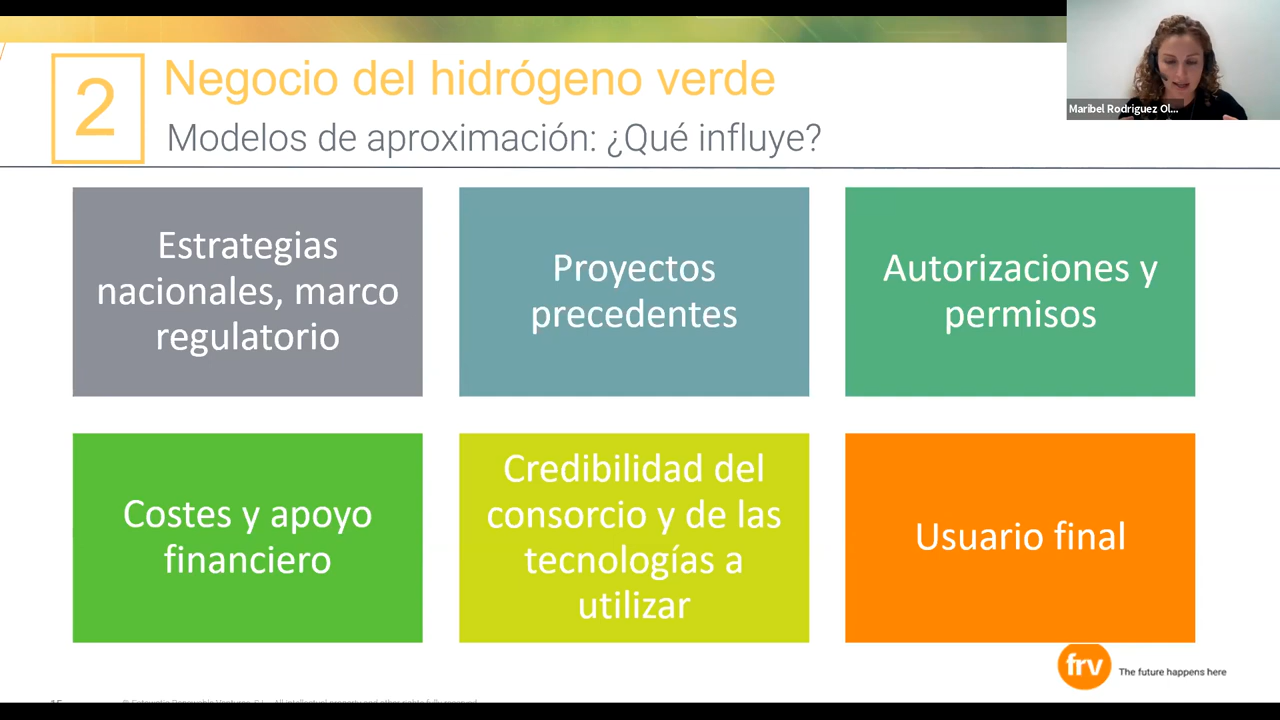 2
Negocio del hidrógeno verde
Modelos de aproximación: ¿Qué influye?
Maribel Rodriguez Ol...
Estrategias
nacionales, marco
regulatorio
Proyectos
precedentes
Autorizaciones y
permisos
Costes y apoyo
financiero
Credibilidad del
consorcio y de las
tecnologías a
utilizar
Usuario final
frv
The future happens here